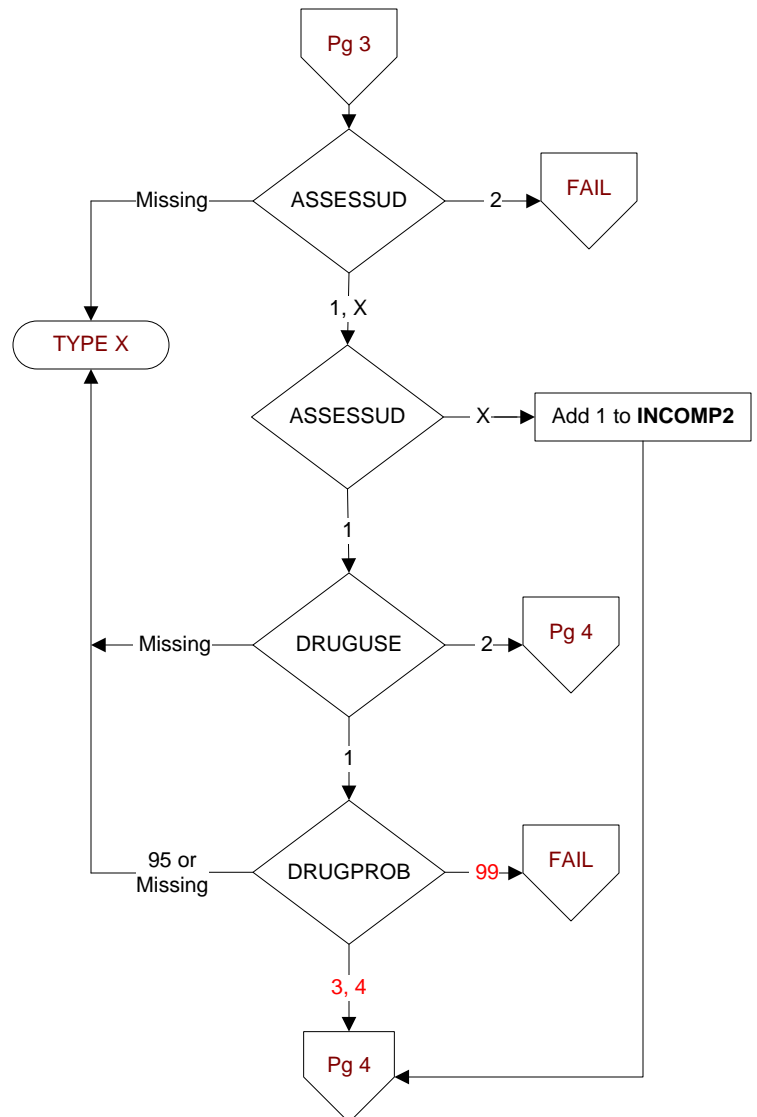 Pg 3
Missing
ASSESSUD
2
FAIL
1, X
TYPE X
ASSESSUD
X
Add 1 to INCOMP2
1
Missing
DRUGUSE
2
Pg 4
1
95 or
Missing
DRUGPROB
99
FAIL
3, 4
Pg 4